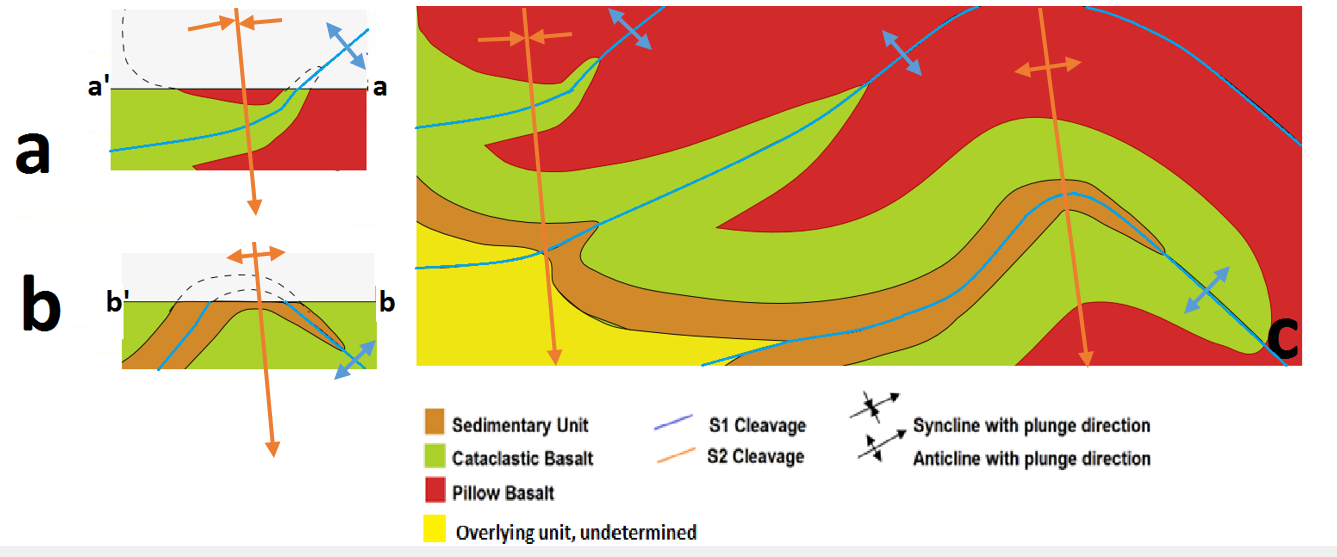 a' a
a
b' b
b
c
Sedimentary Unit
Cataclastic Basalt
Pillow Basalt
Overlying unit, undetermined
S1 Cleavage
S2 Cleavage
Syncline with plunge direction
Anticline with plunge direction